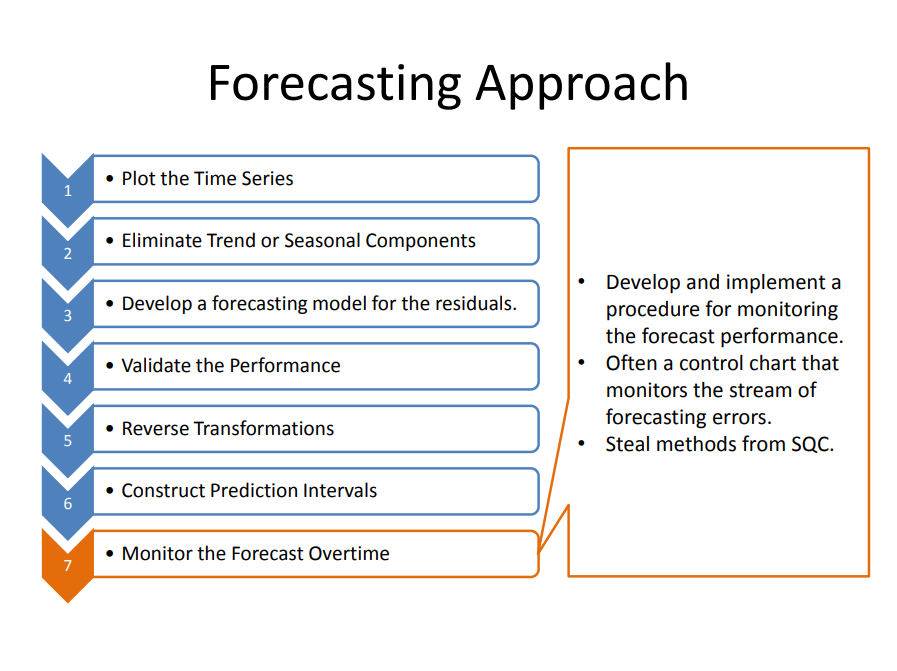 Forecasting Approach
1
• Plot the Time Series
2
• Eliminate Trend or Seasonal Components
3
• Develop a forecasting model for the residuals.
4
• Validate the Performance
5
• Reverse Transformations
6
• Construct Prediction Intervals
7
• Monitor the Forecast Overtime
• Develop and implement a
procedure for monitoring
the forecast performance.
• Often a control chart that
monitors the stream of
forecasting errors.
• Steal methods from SQC.